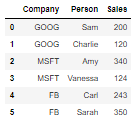 Company Person Sales
0 GOOG Sam 200
1 GOOG Charlie 120
2 MSFT Amy 340
3 MSFT Vanessa 124
4 FB Carl 243
5 FB Sarah 350